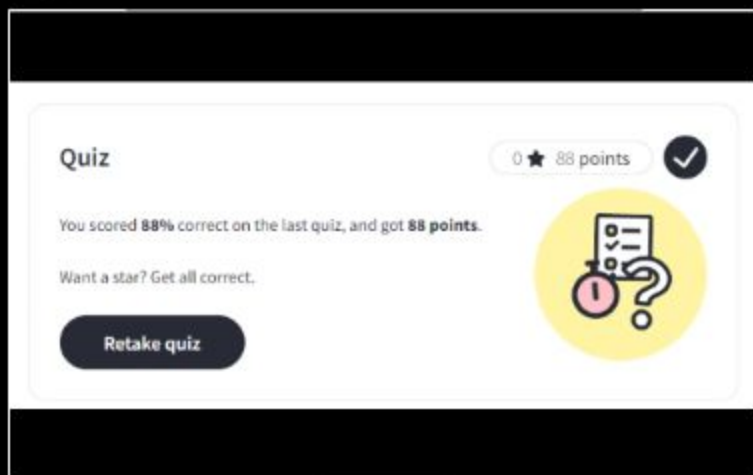 Quiz
0 ★ 88 points
You scored 88% correct on the last quiz, and got 88 points.
Want a star? Get all correct.
Retake quiz